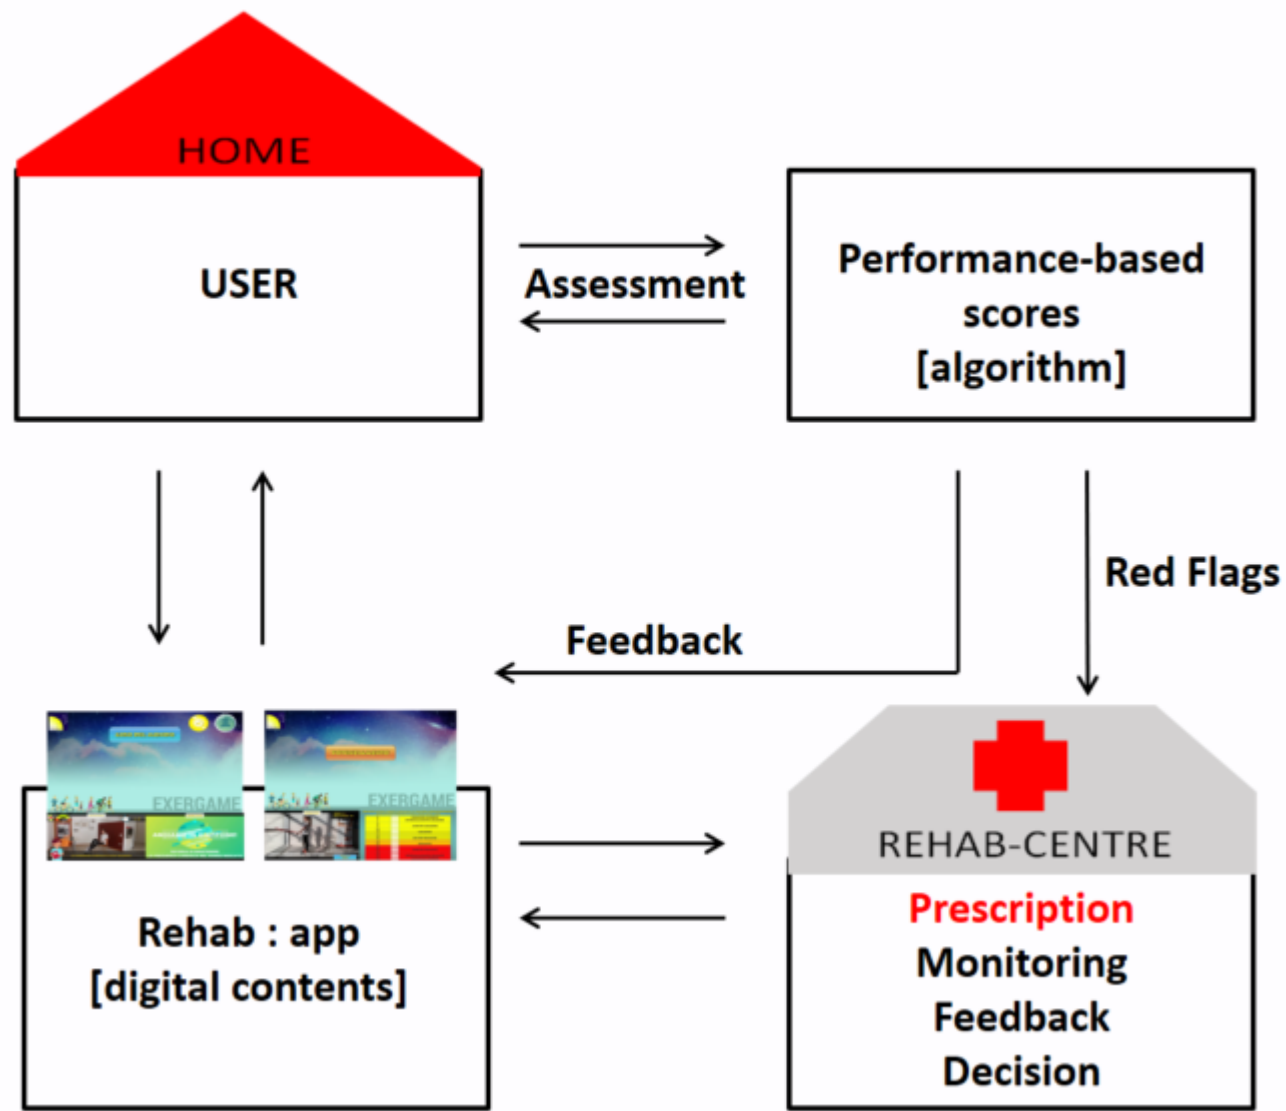 HOME
USER
Assessment
Performance-based
scores
[algorithm]
Red Flags
Feedback
EXERGAME
EXERGAME
Rehab : app
[digital contents]
REHAB-CENTRE
Prescription
Monitoring
Feedback
Decision